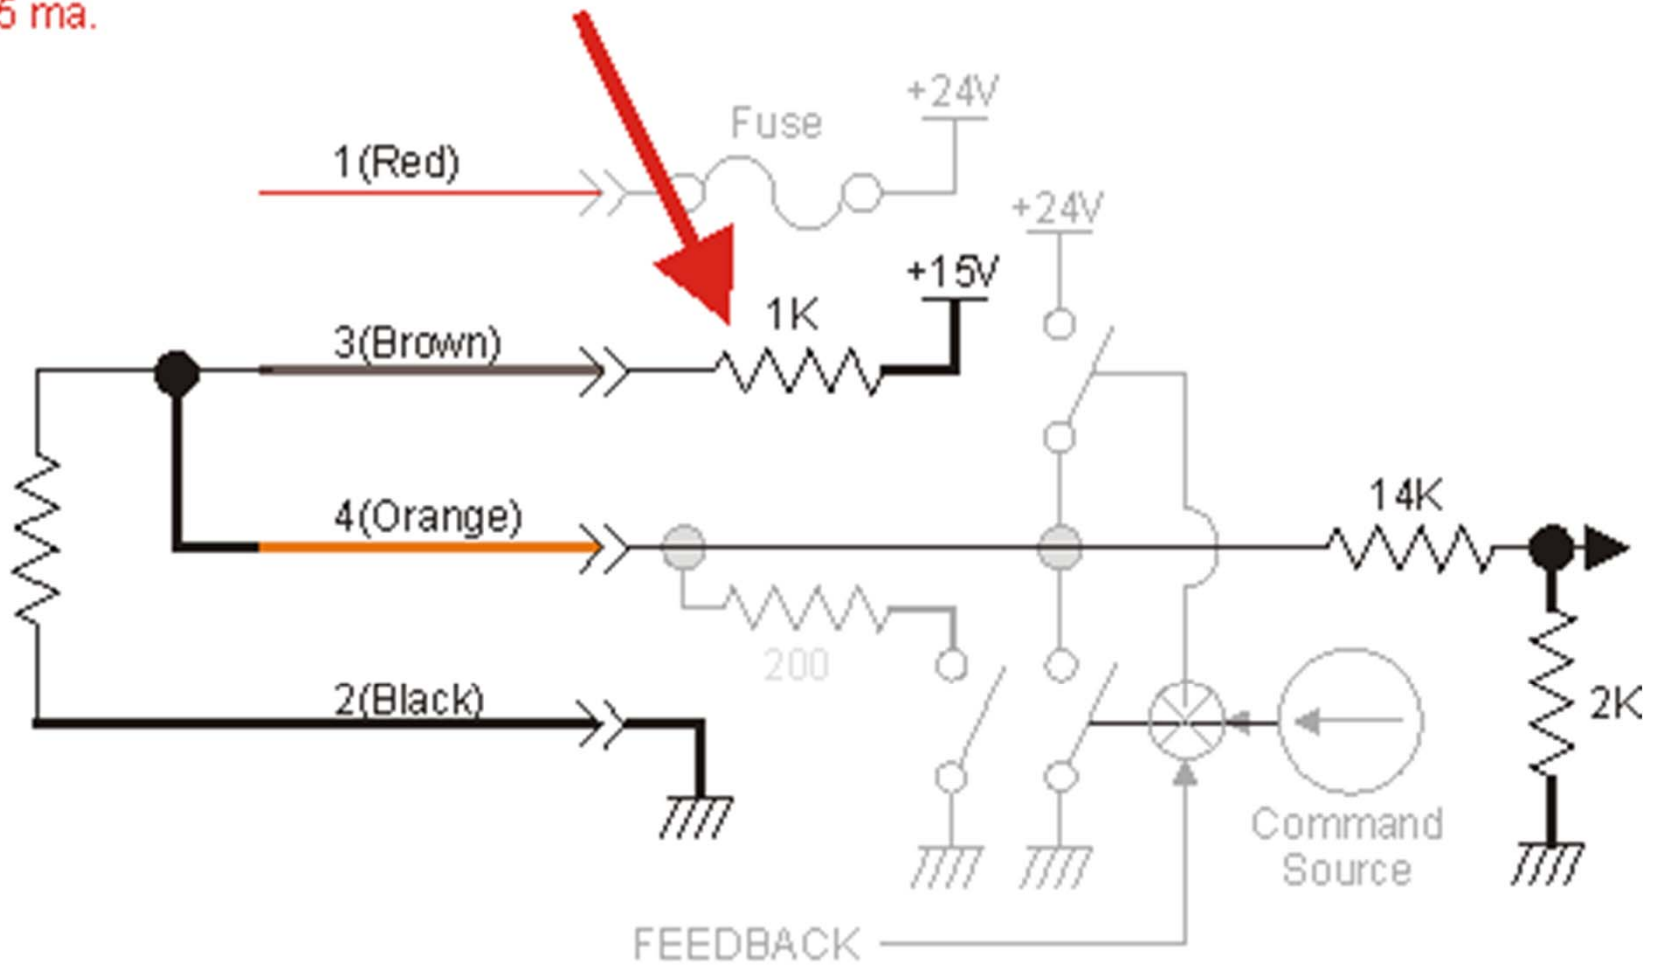 ma.
+24V
Fuse
1(Red)
+24V
+15V
1K
3(Brown)
14K
4(Orange)
200
2(Black)
2K
Command
Source
FEEDBACK